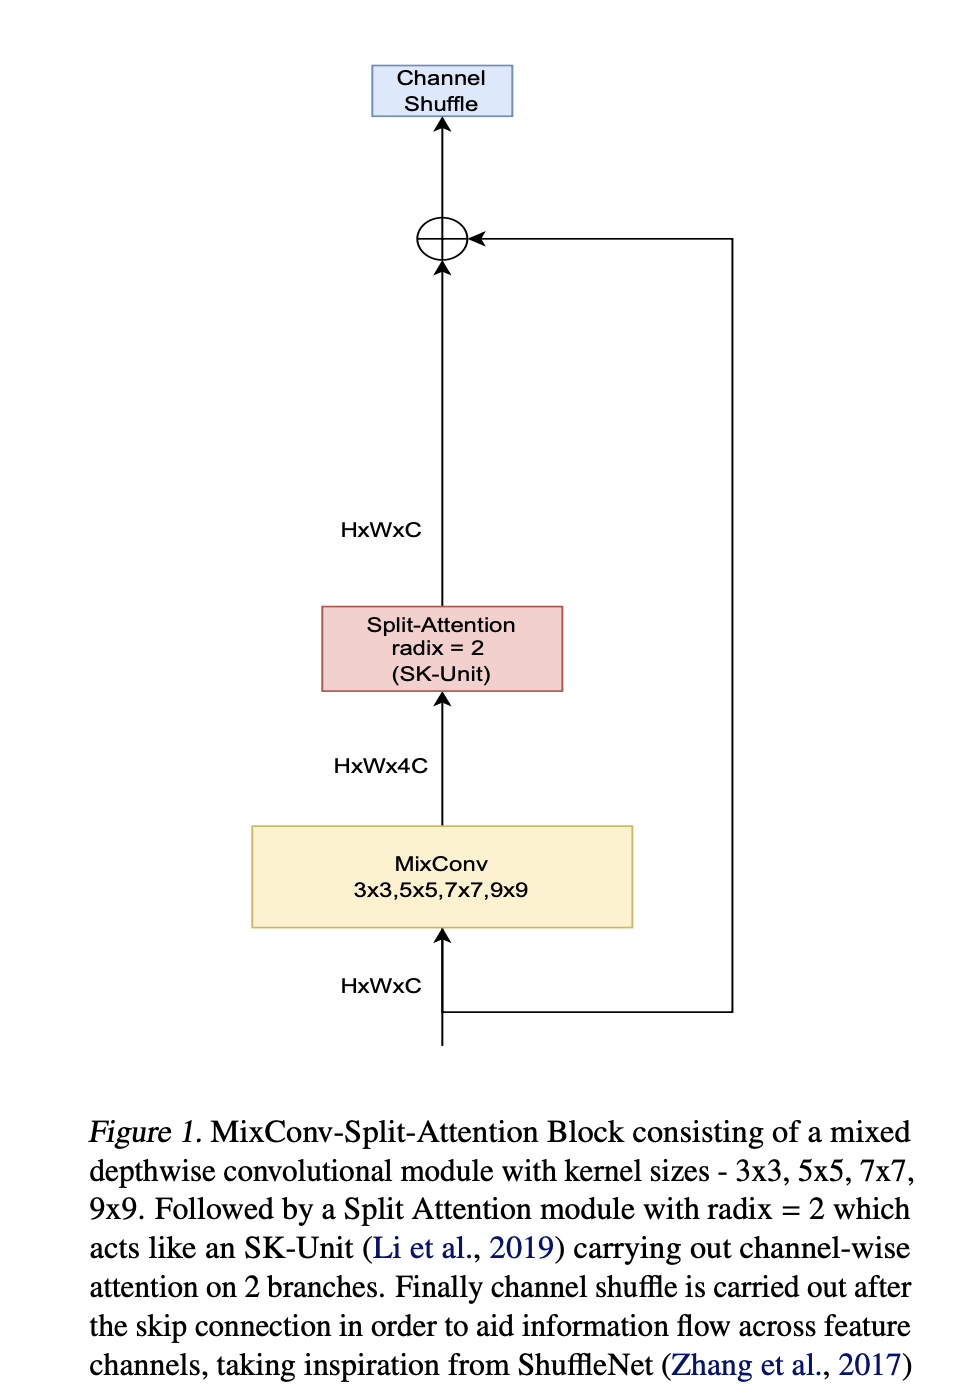 Channel
Shuffle
HxWxC
Split-Attention
radix = 2
(SK-Unit)
HxWx4C
MixConv
3x3,5x5,7x7,9x9
HxWxC
Figure 1. MixConv-Split-Attention Block consisting of a mixed
depthwise convolutional module with kernel sizes - 3x3, 5x5, 7x7,
9x9. Followed by a Split Attention module with radix = 2 which
acts like an SK-Unit (Li et al., 2019) carrying out channel-wise
attention on 2 branches. Finally channel shuffle is carried out after
the skip connection in order to aid information flow across feature
channels, taking inspiration from ShuffleNet (Zhang et al., 2017)